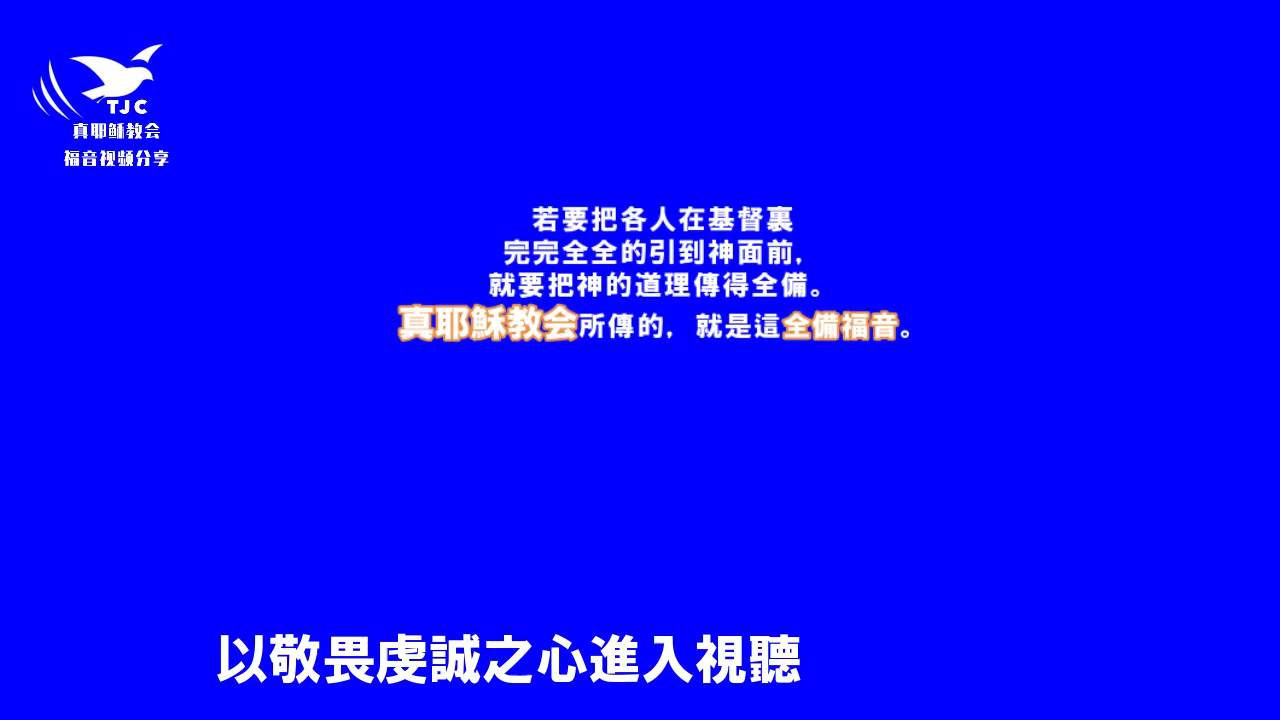 TJC
真耶稣教会
福音视频分享
若要把各人在基督裏
完完全全的引到神面前,
就要把神的道理傳得全備。
真耶穌教会所傳的, 就是這全備福音。
以敬畏虔誠之心進入視聽